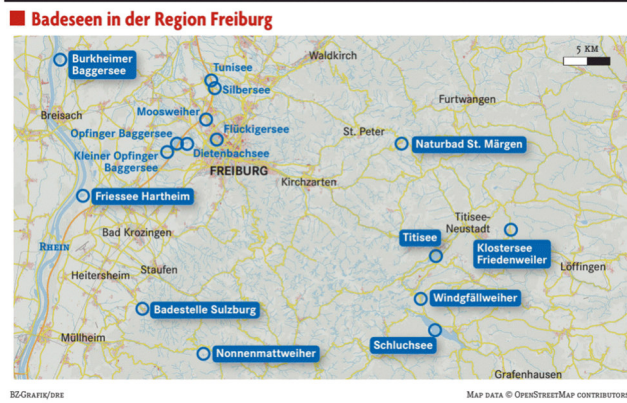 Badeseen in der Region Freiburg
5 KM
Burkheimer
Baggersee
Tunisee
Silbersee
Waldkirch
Furtwangen
Breisach
Moosweiher
Flückigersee
St. Peter
Opfinger Baggersee
Kleiner Opfinger
Baggersee
Dietenbachsee
Naturbad St. Märgen
FREIBURG
Kirchzarten
Friessee Hartheim
RHEIN
Bad Krozingen
Titisee-
Neustadt
Titisee
Klostersee
Friedenweiler
Löffingen
Heitersheim
Staufen
Badestelle Sulzburg
Windgfällweiher
Müllheim
Nonnenmattweiher
Schluchsee
Grafenhausen
BZ-GRAFIK/DRE
MAP DATA © OPENSTREETMAP CONTRIBUTORS